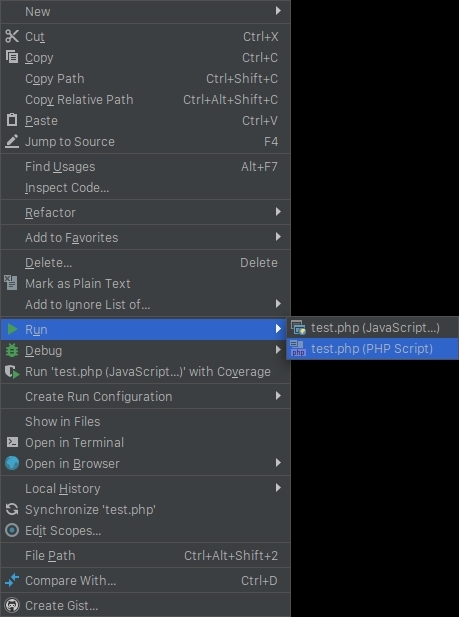 New
Cut Ctrl+X
Copy Ctrl+C
Copy Path Ctrl+Shift+C
Copy Relative Path Ctrl+Alt+Shift+C
Paste Ctrl+V
Jump to Source F4
Find Usages Alt+F7
Inspect Code...
Refactor
Add to Favorites
Delete... Delete
Mark as Plain Text
Add to Ignore List of...
Run test.php (JavaScript...)
test.php (PHP Script)
Debug
Run 'test.php (JavaScript...)' with Coverage
Create Run Configuration
Show in Files
Open in Terminal
Open in Browser
Local History
Synchronize 'test.php'
Edit Scopes...
File Path Ctrl+Alt+Shift+2
Compare With... Ctrl+D
Create Gist...